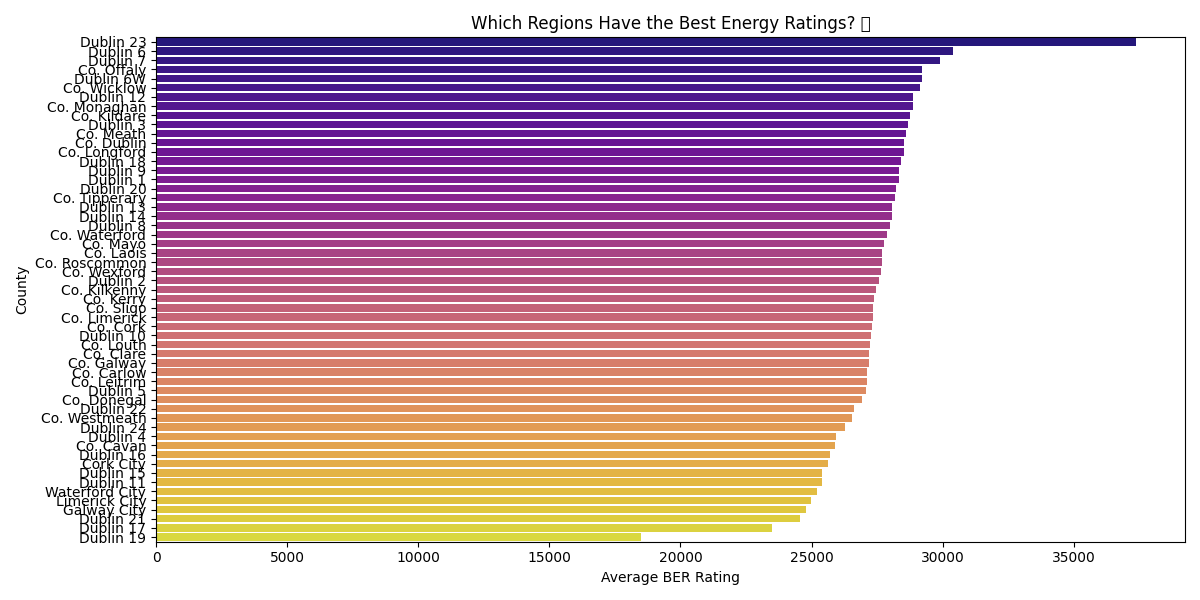 Which Regions Have the Best Energy Ratings? ▯
Dublin 23
Dublin 6
Dublin 7
Co. Offaly
Dublin 6W
Co. Wicklow
Dublin 12
Co. Monaghan
Co. Kildare
Dublin 3
Co. Meath
Co. Dublin
Co. Longford
Dublin 18
Dublin 9
Dublin 1
Dublin 20
Co. Tipperary
Dublin 13
Dublin 14
Dublin 8
Co. Waterford
Co. Mayo
Co. Laois
Co. Roscommon
Co. Wexford
Dublin 2
Co. Kilkenny
Co. Kerry
Co. Sligo
Co. Limerick
Co. Cork
Dublin 10
Co. Louth
Co. Clare
Co. Galway
Co. Carlow
Co. Leitrim
Dublin 5
Co. Donegal
Dublin 22
Co. Westmeath
Dublin 24
Dublin 4
Co. Cavan
Dublin 16
Cork City
Dublin 15
Dublin 11
Waterford City
Limerick City
Galway City
Dublin 21
Dublin 17
Dublin 19
County
0 5000 10000 15000 20000 25000 30000 35000
Average BER Rating